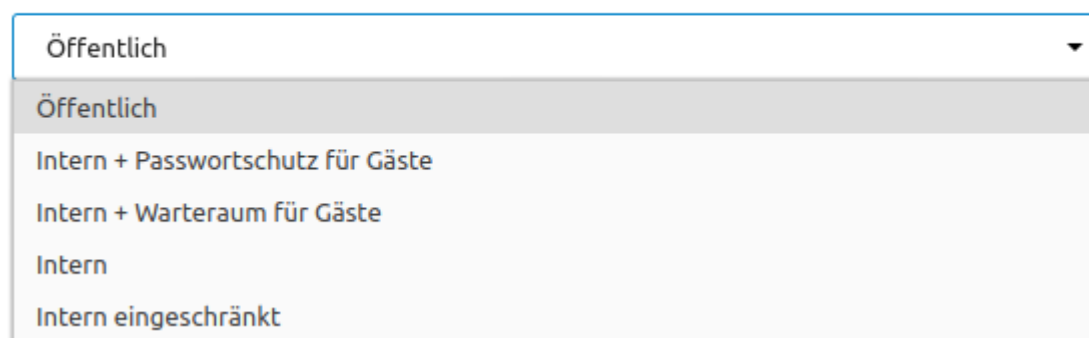 Öffentlich
Öffentlich
Intern + Passwortschutz für Gäste
Intern + Warteraum für Gäste
Intern
Intern eingeschränkt